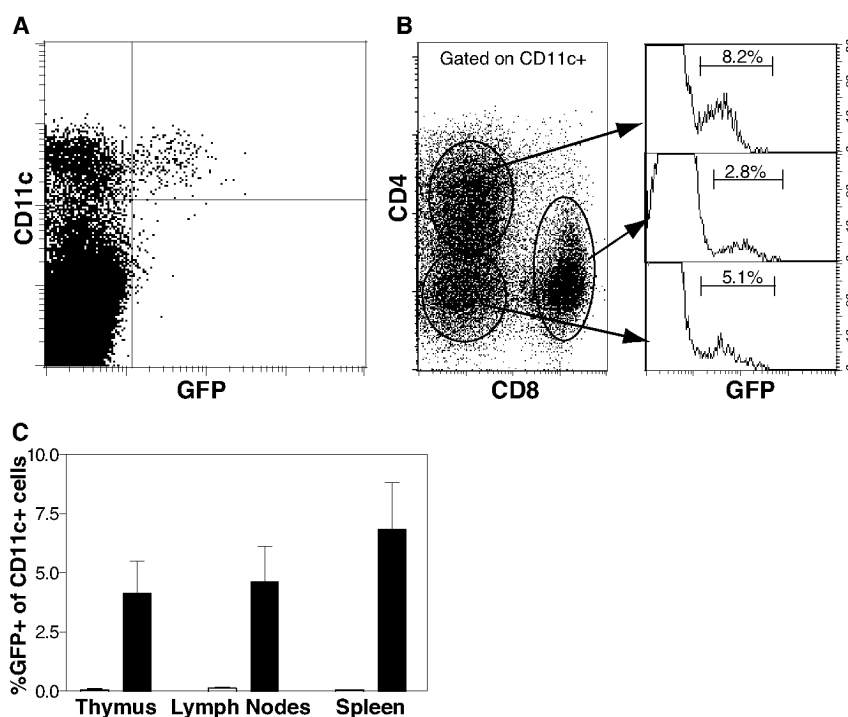 A
CD11c
GFP
B
Gated on CD11c+
CD4
CD8
8.2%
2.8%
5.1%
GFP
C
%GFP+ of CD11c+ cells
10.0
7.5
5.0
2.5
0.0
Thymus Lymph Nodes Spleen